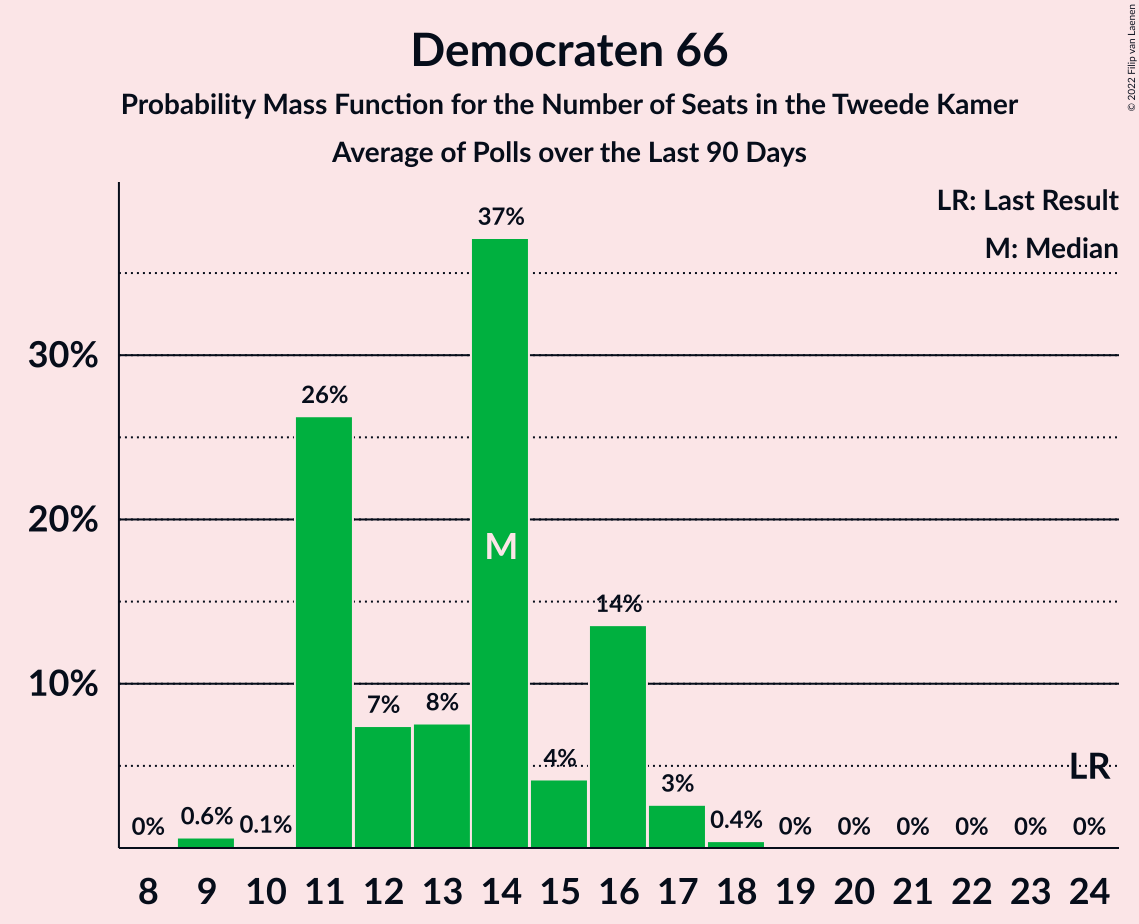 Democraten 66
Probability Mass Function for the Number of Seats in the Tweede Kamer
Average of Polls over the Last 90 Days
© 2022 Filip van Laenen
LR: Last Result
M: Median
37%
30%
26%
20%
M
14%
10%
7%
8%
4%
3%
LR
0%
0.6%
0.1%
0.4%
0%
0%
0%
0%
0%
0%
8 9 10 11 12 13 14 15 16 17 18 19 20 21 22 23 24